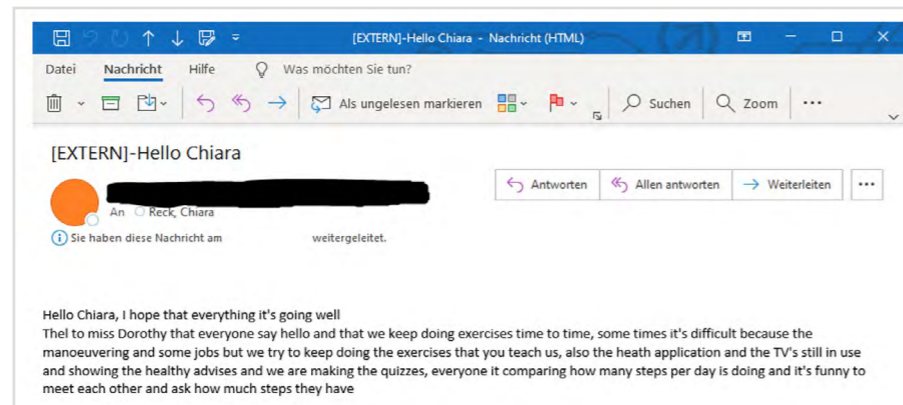 [EXTERN]-Hello Chiara - Nachricht (HTML)
Datei Nachricht Hilfe Was möchten Sie tun?
Als ungelesen markieren Suchen Zoom ...
[EXTERN]-Hello Chiara
Antworten Allen antworten Weiterleiten ...
An Reck, Chiara
Sie haben diese Nachricht am weitergeleitet.
Hello Chiara, I hope that everything it's going well
Thel to miss Dorothy that everyone say hello and that we keep doing exercises time to time, some times it's difficult because the
manoeuvering and some jobs but we try to keep doing the exercises that you teach us, also the heath application and the TV's still in use
and showing the healthy advises and we are making the quizzes, everyone it comparing how many steps per day is doing and it's funny to
meet each other and ask how much steps they have